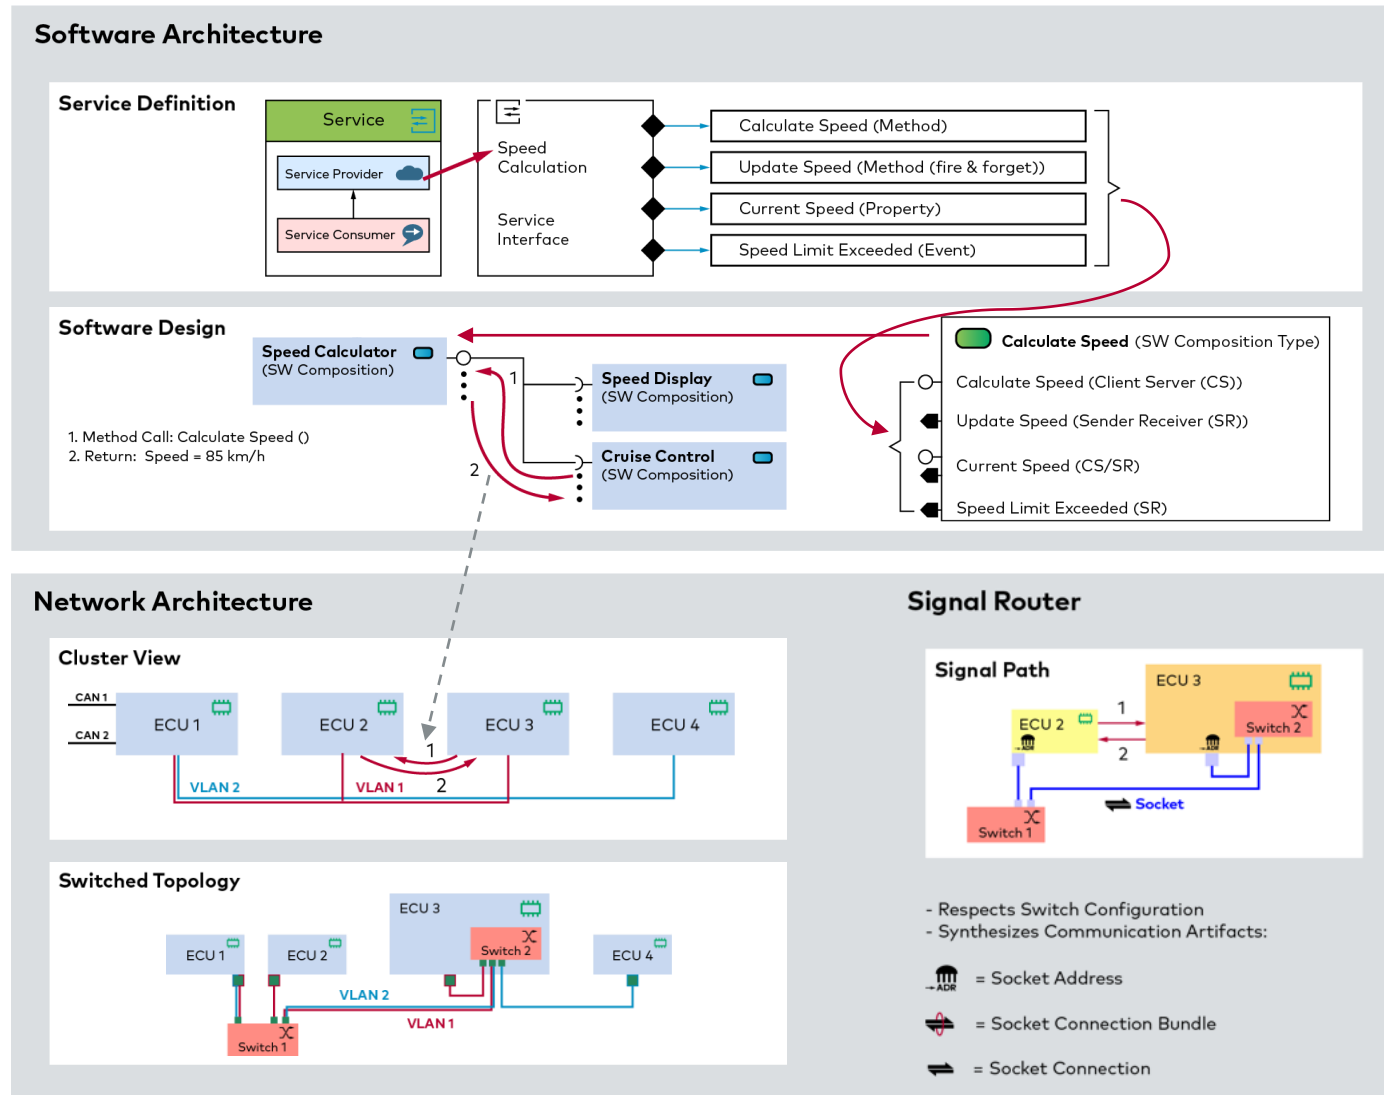 Software Architecture
Service Definition
Service
Service Provider
Service Consumer
Speed
Calculation
Service
Interface
Calculate Speed (Method)
Update Speed (Method (fire & forget))
Current Speed (Property)
Speed Limit Exceeded (Event)
Software Design
Speed Calculator
(SW Composition)
1. Method Call: Calculate Speed ()
2. Return: Speed = 85 km/h
1
2
Speed Display
(SW Composition)
Cruise Control
(SW Composition)
Calculate Speed (SW Composition Type)
Calculate Speed (Client Server (CS))
Update Speed (Sender Receiver (SR))
Current Speed (CS/SR)
Speed Limit Exceeded (SR)
Network Architecture
Cluster View
CAN 1
CAN 2
ECU 1
ECU 2
ECU 3
ECU 4
1
2
VLAN 2
VLAN 1
Switched Topology
ECU 3
Switch 2
ECU 1
ECU 2
ECU 4
VLAN 2
VLAN 1
Switch 1
Signal Router
Signal Path
ECU 3
1
ECU 2
Switch 2
→ADR
→ADR
2
Socket
Switch 1
- Respects Switch Configuration
- Synthesizes Communication Artifacts:
→ADR = Socket Address
= Socket Connection Bundle
= Socket Connection